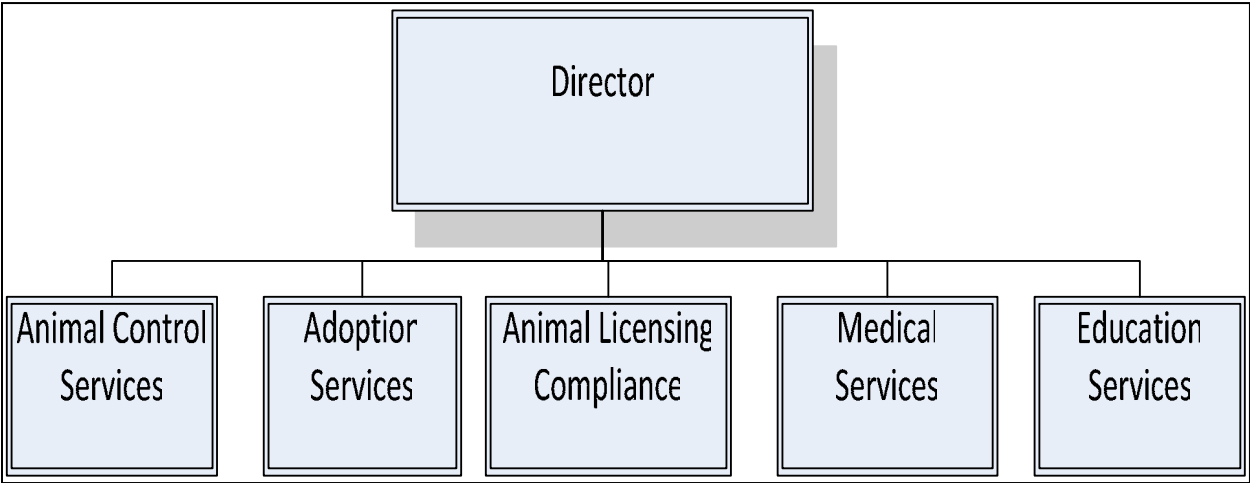 Director
Animal Control
Services
Adoption
Services
Animal Licensing
Compliance
Medical
Services
Education
Services